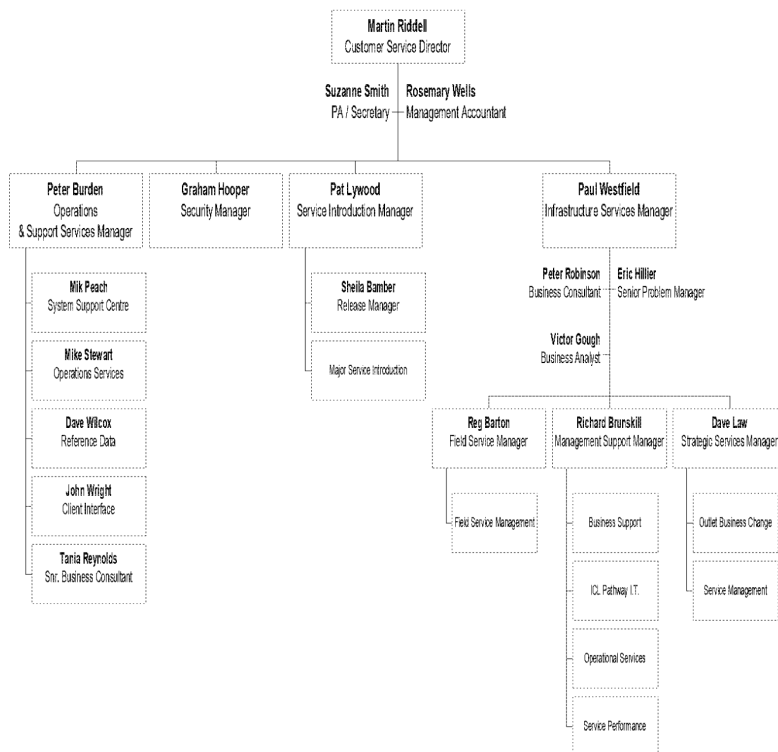 Martin Riddell
Customer Service Director
Suzanne Smith
PA / Secretary
Rosemary Wells
Management Accountant
Peter Burden
Operations
& Support Services Manager
Graham Hooper
Security Manager
Pat Lywood
Service Introduction Manager
Paul Westfield
Infrastructure Services Manager
Mik Peach
System Support Centre
Mike Stewart
Operations Services
Dave Wilcox
Reference Data
John Wright
Client Interface
Tania Reynolds
Snr. Business Consultant
Sheila Bamber
Release Manager
Major Service Introduction
Peter Robinson
Business Consultant
Eric Hillier
Senior Problem Manager
Victor Gough
Business Analyst
Reg Barton
Field Service Manager
Richard Brunskill
Management Support Manager
Dave Law
Strategic Services Manager
Field Service Management
Business Support
ICL Pathway I.T.
Operational Services
Service Performance
Outlet Business Change
Service Management